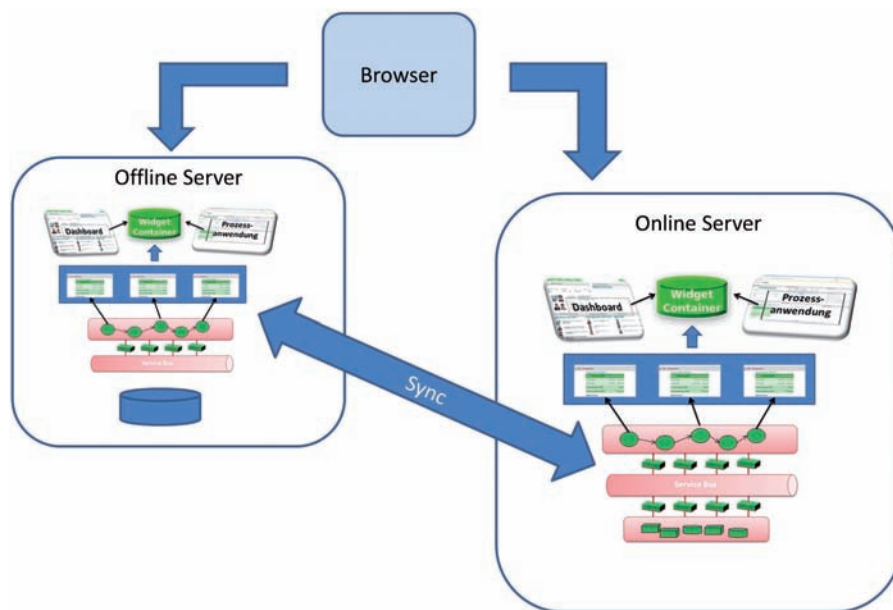 Browser
Offline Server
Dashboard
Widget
Container
Prozess-
anwendung
Service Bus
Sync
Online Server
Dashboard
Widget
Container
Prozess-
anwendung
Service Bus